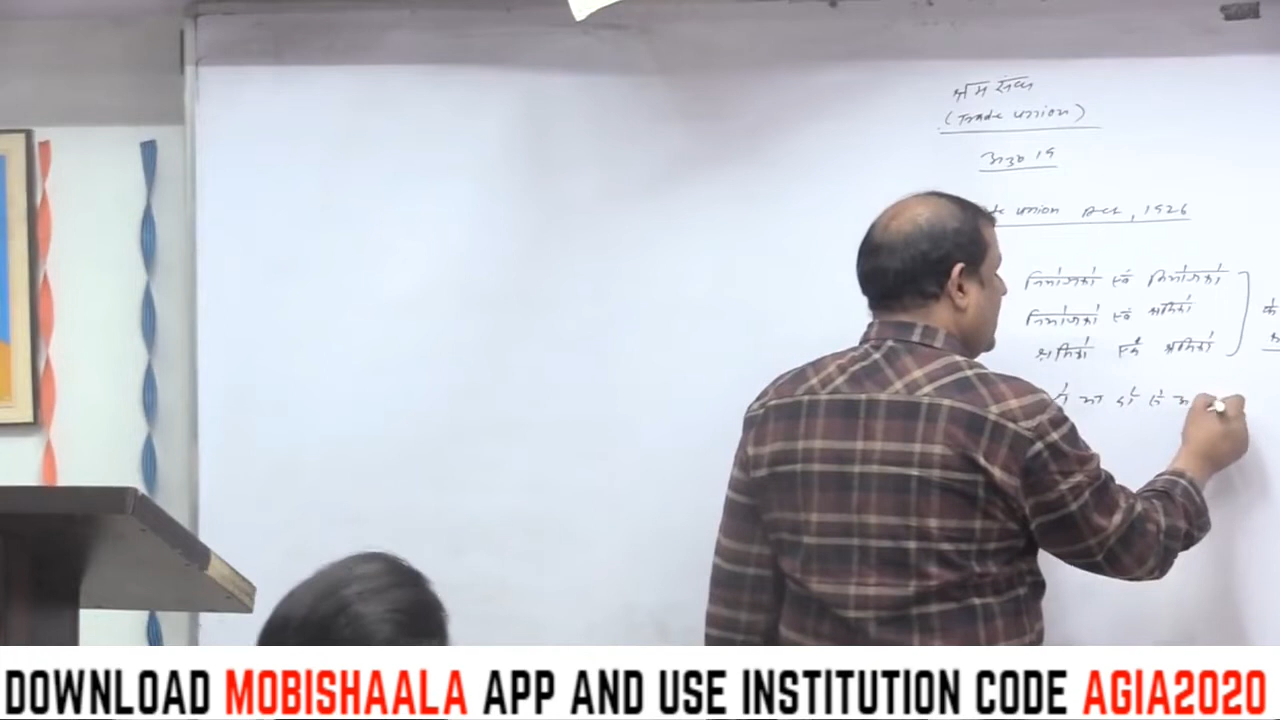 श्रम संघ
(Trade union)
अनु० 19
union Act, 1926
नियोजकों एवं नियोजकों
नियोजकों एवं श्रमिकों
श्रमिकों एवं श्रमिकों
के
या दो से
DOWNLOAD MOBISHAALA APP AND USE INSTITUTION CODE AGIA2020